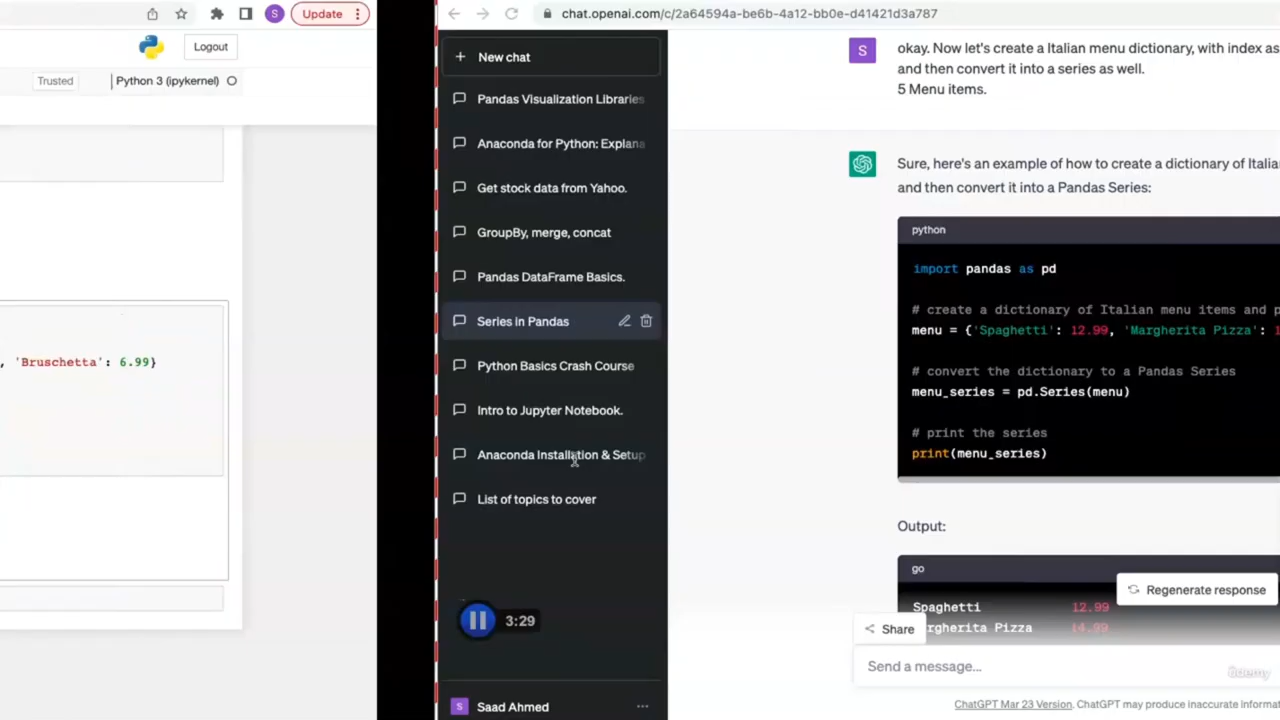 Update
Logout
Trusted
Python 3 (ipykernel)
, 'Bruschetta': 6.99}
chat.openai.com/c/2a64594a-be6b-4a12-bb0e-d41421d3a787
New chat
Pandas Visualization Libraries
Anaconda for Python: Explana
Get stock data from Yahoo.
GroupBy, merge, concat
Pandas DataFrame Basics.
Series in Pandas
Python Basics Crash Course
Intro to Jupyter Notebook.
Anaconda Installation & Setup
List of topics to cover
3:29
S Saad Ahmed
S
okay. Now let's create a Italian menu dictionary, with index as
and then convert it into a series as well.
5 Menu items.
Sure, here's an example of how to create a dictionary of Italia
and then convert it into a Pandas Series:
python
import pandas as pd
# create a dictionary of Italian menu items and p
menu = {'Spaghetti': 12.99, 'Margherita Pizza': 1
# convert the dictionary to a Pandas Series
menu_series = pd.Series(menu)
# print the series
print(menu_series)
Output:
go
Regenerate response
Spaghetti 12.99
rgherita Pizza 14.99
Share
Send a message...
ûdemy
ChatGPT Mar 23 Version. ChatGPT may produce inaccurate informat